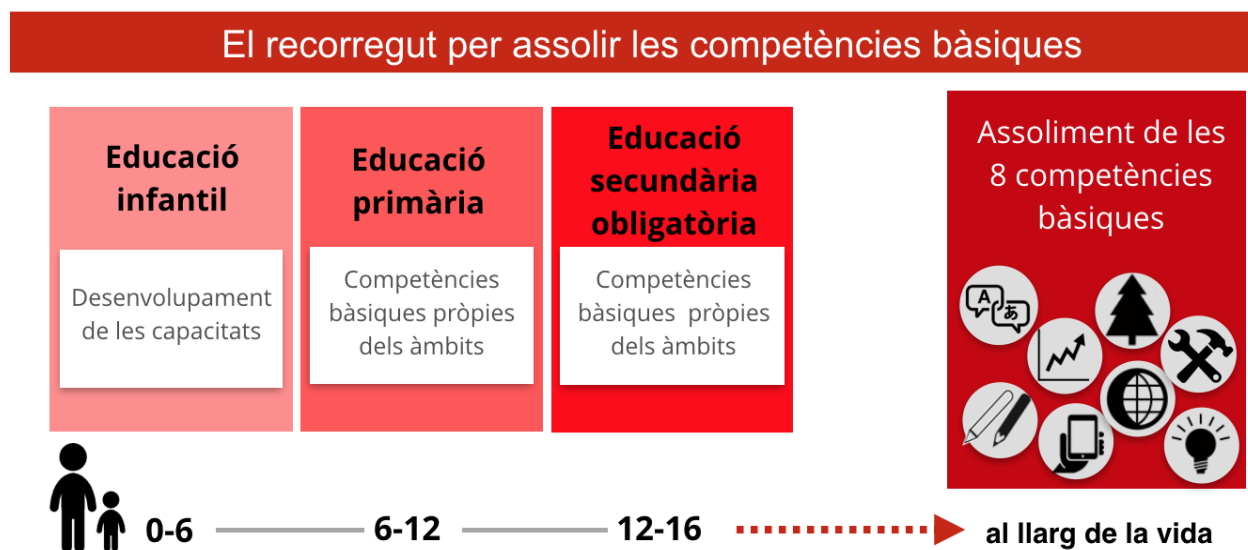 El recorregut per assolir les competències bàsiques
Educació
infantil
Desenvolupament
de les capacitats
Educació
primària
Competències
bàsiques pròpies
dels àmbits
Educació
secundària
obligatòria
Competències
bàsiques pròpies
dels àmbits
Assoliment de les
8 competències
bàsiques
A
あ
0-6
6-12
12-16
al llarg de la vida